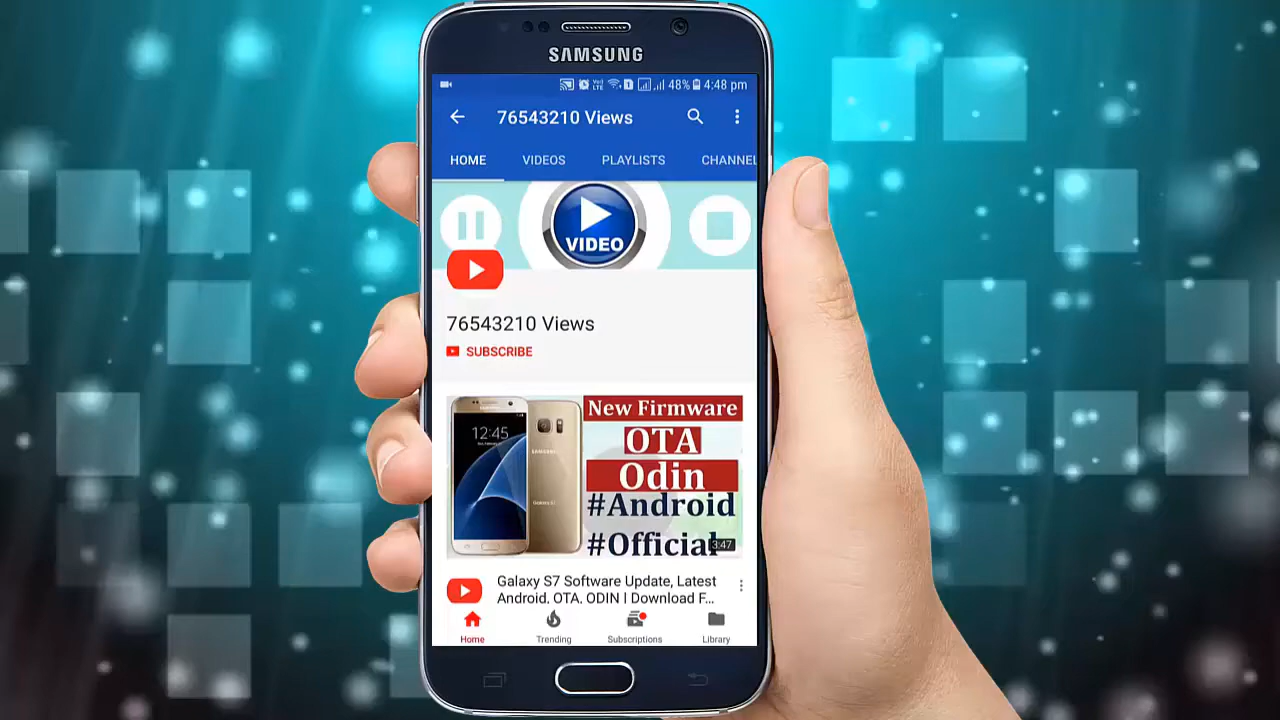 SAMSUNG
48% 4:48 pm
76543210 Views
HOME VIDEOS PLAYLISTS CHANNEL
VIDEO
76543210 Views
SUBSCRIBE
New Firmware
12:45
OTA
Odin
#Android
#Official
3:47
Galaxy S7 Software Update, Latest
Android, OTA, ODIN | Download F...
Home Trending Subscriptions Library